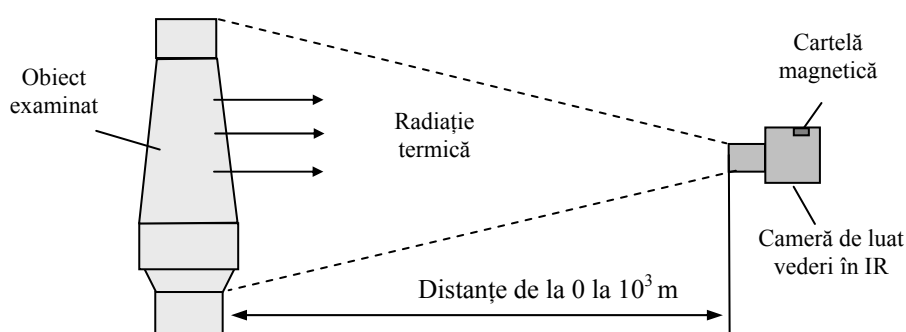 Obiect
examinat
Radiație
termică
Cartelă
magnetică
Cameră de luat
vederi în IR
Distanțe de la 0 la 10³ m